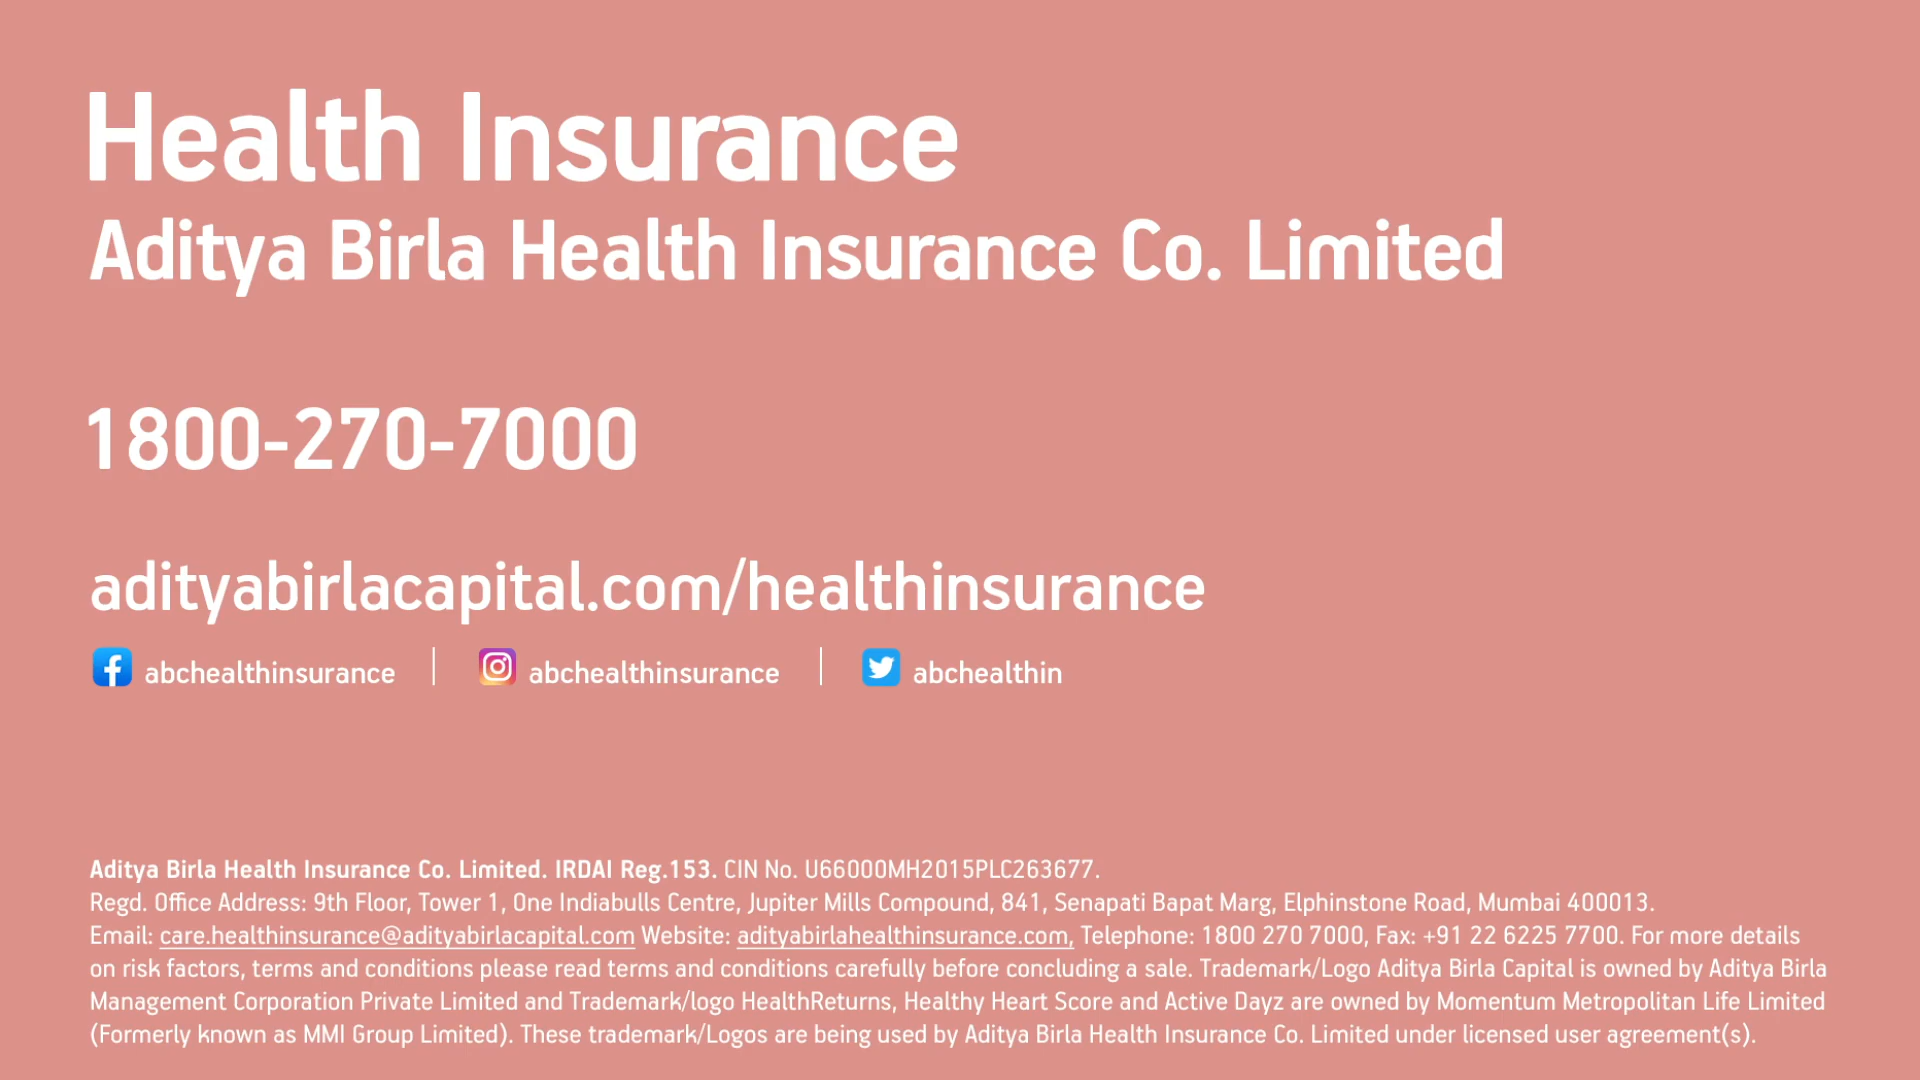 Health Insurance
Aditya Birla Health Insurance Co. Limited
1800-270-7000
adityabirlacapital.com/healthinsurance
abchealthinsurance | abchealthinsurance | abchealthin
Aditya Birla Health Insurance Co. Limited. IRDAI Reg.153. CIN No. U66000MH2015PLC263677.
Regd. Office Address: 9th Floor, Tower 1, One Indiabulls Centre, Jupiter Mills Compound, 841, Senapati Bapat Marg, Elphinstone Road, Mumbai 400013.
Email: care.healthinsurance@adityabirlacapital.com Website: adityabirlahealthinsurance.com, Telephone: 1800 270 7000, Fax: +91 22 6225 7700. For more details
on risk factors, terms and conditions please read terms and conditions carefully before concluding a sale. Trademark/Logo Aditya Birla Capital is owned by Aditya Birla
Management Corporation Private Limited and Trademark/logo HealthReturns, Healthy Heart Score and Active Dayz are owned by Momentum Metropolitan Life Limited
(Formerly known as MMI Group Limited). These trademark/Logos are being used by Aditya Birla Health Insurance Co. Limited under licensed user agreement(s).